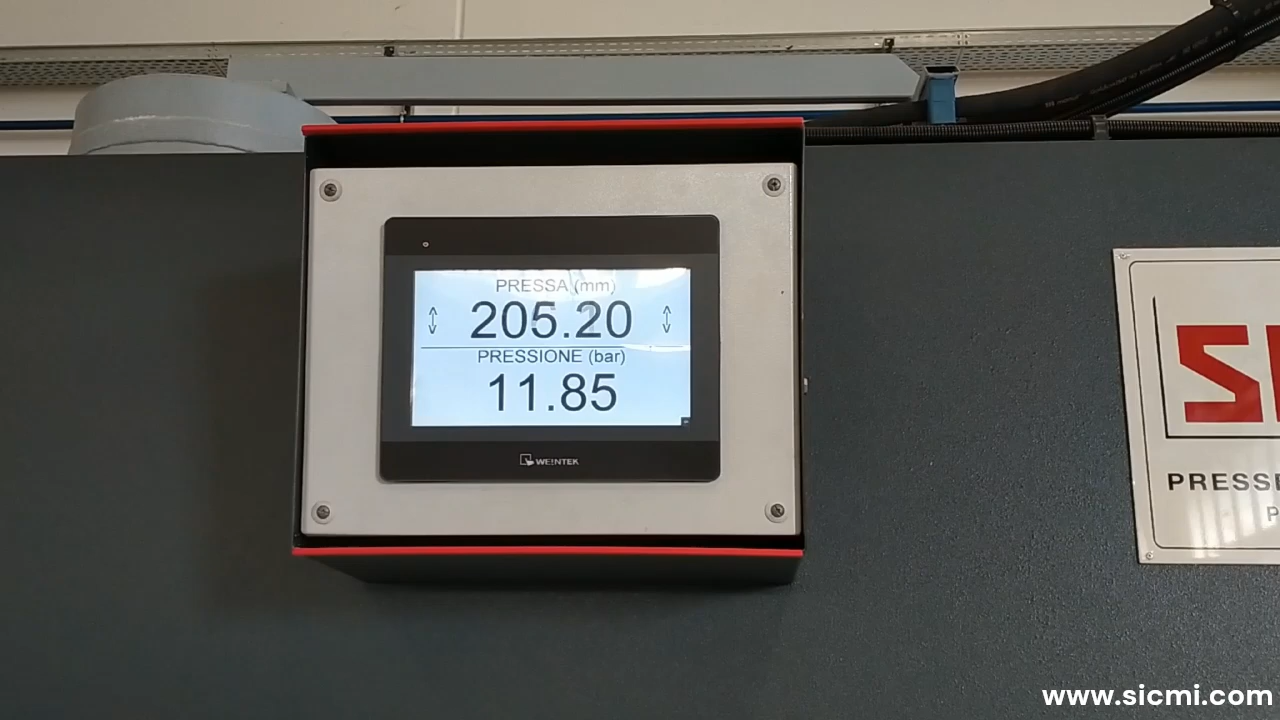 PRESSA (mm)
205.20
PRESSIONE (bar)
11.85
WEINTEK
PRESSE
www.sicmi.com